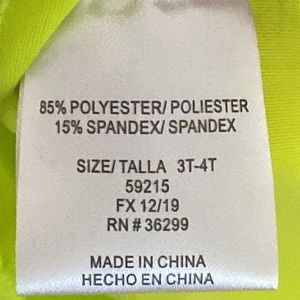 85% POLYESTER/ POLIESTER
15% SPANDEX/ SPANDEX
SIZE/ TALLA 3T-4T
59215
FX 12/19
RN # 36299
MADE IN CHINA
HECHO EN CHINA